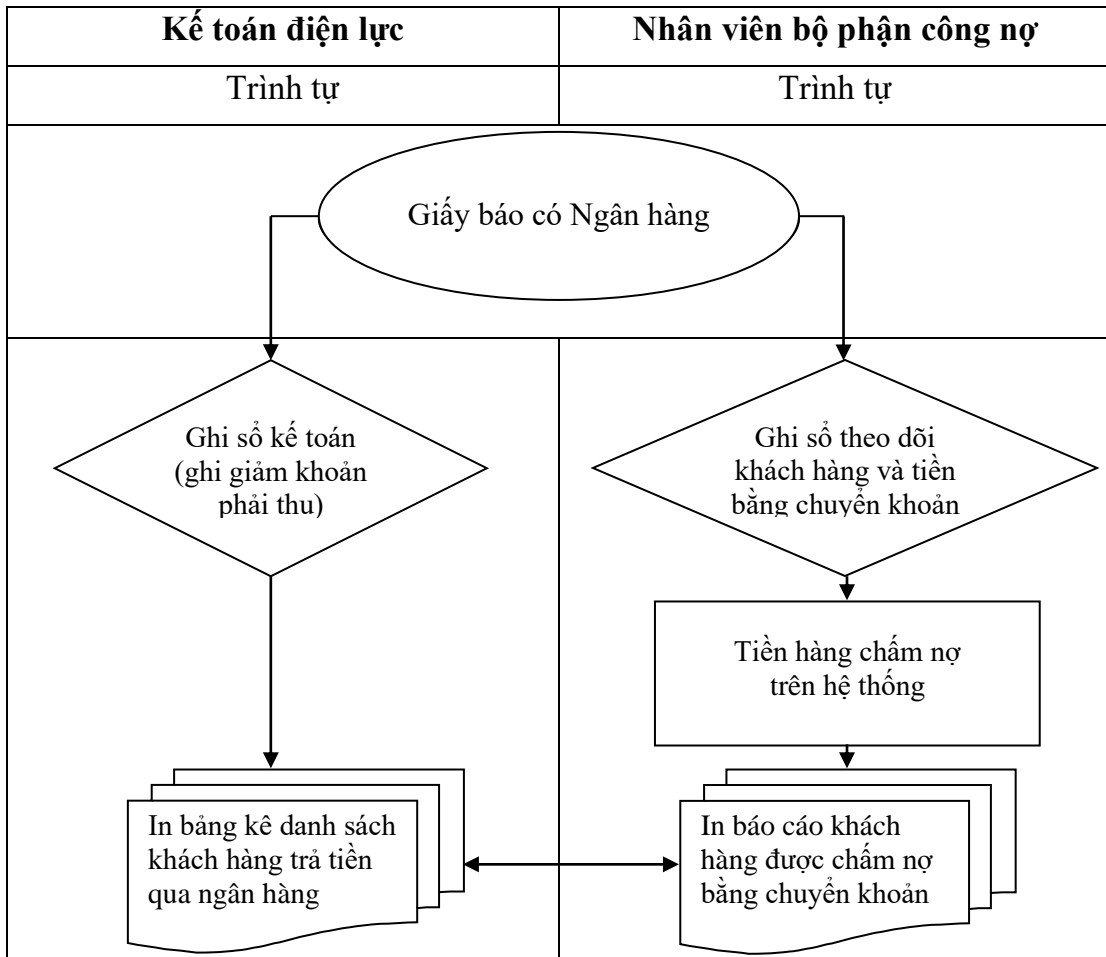 Kế toán điện lực
Nhân viên bộ phận công nợ
Trình tự
Trình tự
Giấy báo có Ngân hàng
Ghi sổ kế toán
(ghi giảm khoản
phải thu)
Ghi sổ theo dõi
khách hàng và tiền
bằng chuyển khoản
Tiền hàng chấm nợ
trên hệ thống
In bảng kê danh sách
khách hàng trả tiền
qua ngân hàng
In báo cáo khách
hàng được chấm nợ
bằng chuyển khoản